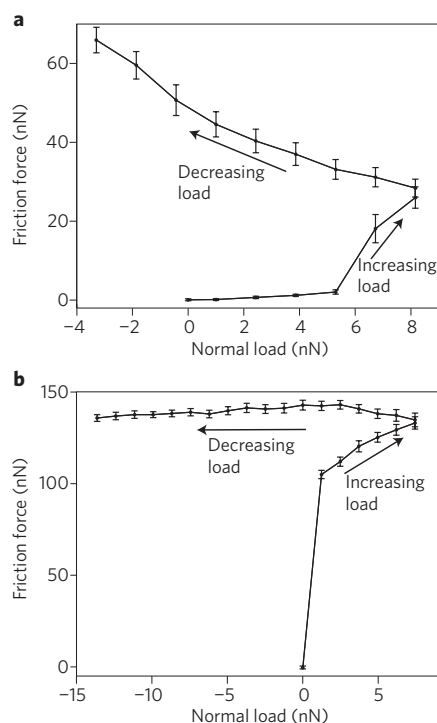 a
60
40
20
0
Friction force (nN)
Decreasing
load
Increasing
load
−4
−2
0
2
4
6
8
Normal load (nN)
b
150
100
50
0
Friction force (nN)
Decreasing
load
Increasing
load
−15
−10
−5
0
5
Normal load (nN)